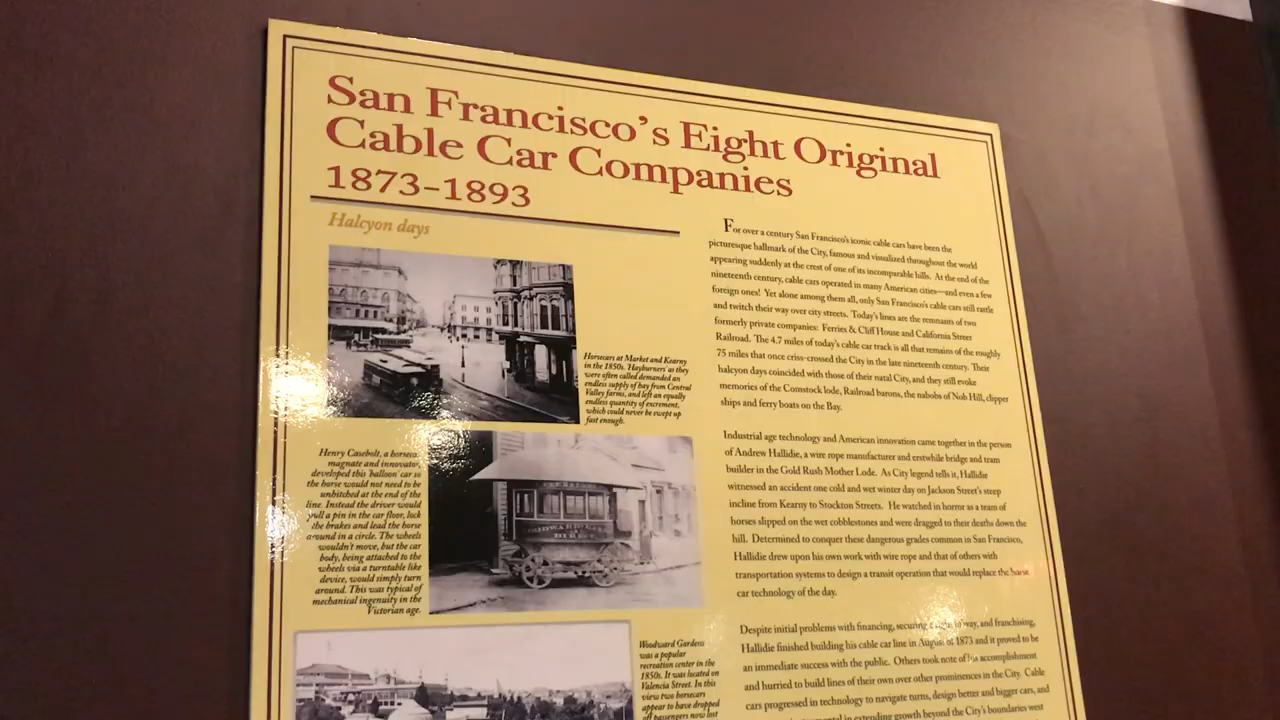 San Francisco's Eight Original
Cable Car Companies
1873-1893
Halcyon days
Horsecars at Market and Kearny
in the 1850s. 'Hayburners' as they
were often called demanded an
endless supply of hay from Central
Valley farms, and left an equally
endless quantity of excrement,
which could never be swept up
fast enough.
Henry Casebolt, a horsecar
magnate and innovator,
developed this 'balloon' car so
the horse would not need to be
unhitched at the end of the
line. Instead the driver would
pull a pin in the car floor, lock
the brakes and lead the horse
around in a circle. The wheels
wouldn't move, but the car
body, being attached to the
wheels via a turntable like
device, would simply turn
around. This was typical of
mechanical ingenuity in the
Victorian age.
Woodward Gardens
was a popular
recreation center in the
1850s. It was located on
Valencia Street. In this
view two horsecars
appear to have dropped
off passengers now lost
For over a century San Francisco's iconic cable cars have been the
picturesque hallmark of the City, famous and visualized throughout the world
appearing suddenly at the crest of one of its incomparable hills. At the end of the
nineteenth century, cable cars operated in many American cities—and even a few
foreign ones! Yet alone among them all, only San Francisco's cable cars still rattle
and twitch their way over city streets. Today's lines are the remnants of two
formerly private companies: Ferries & Cliff House and California Street
Railroad. The 4.7 miles of today's cable car track is all that remains of the roughly
75 miles that once criss-crossed the City in the late nineteenth century. Their
halcyon days coincided with those of their natal City, and they still evoke
memories of the Comstock lode, Railroad barons, the nabobs of Nob Hill, clipper
ships and ferry boats on the Bay.
Industrial age technology and American innovation came together in the person
of Andrew Hallidie, a wire rope manufacturer and erstwhile bridge and tram
builder in the Gold Rush Mother Lode. As City legend tells it, Hallidie
witnessed an accident one cold and wet winter day on Jackson Street's steep
incline from Kearny to Stockton Streets. He watched in horror as a team of
horses slipped on the wet cobblestones and were dragged to their deaths down the
hill. Determined to conquer these dangerous grades common in San Francisco,
Hallidie drew upon his own work with wire rope and that of others with
transportation systems to design a transit operation that would replace the horse
car technology of the day.
Despite initial problems with financing, securing a right of way, and franchising,
Hallidie finished building his cable car line in August of 1873 and it proved to be
an immediate success with the public. Others took note of his accomplishment
and hurried to build lines of their own over other prominences in the City. Cable
cars progressed in technology to navigate turns, design better and bigger cars, and
in extending growth beyond the City's boundaries west